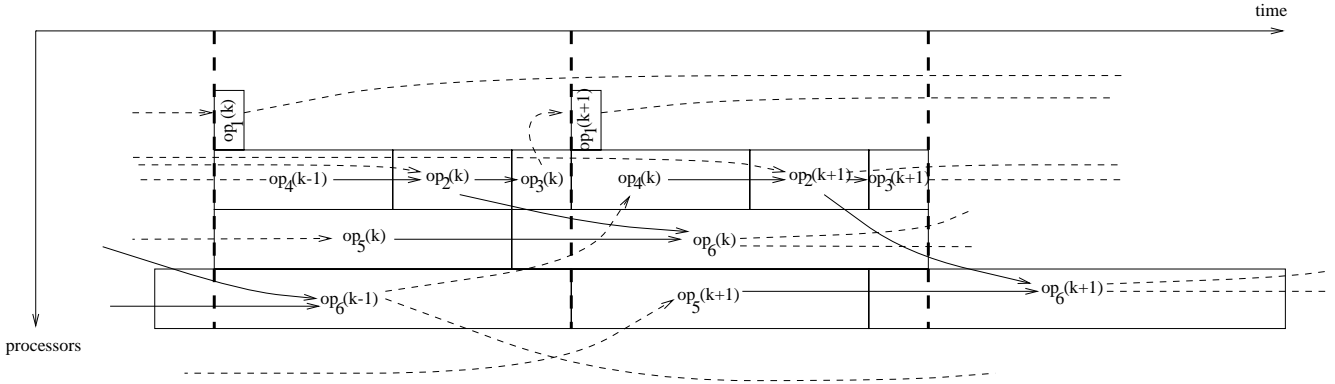 time
op1(k)
op1(k+1)
op4(k-1)
op2(k)
op3(k)
op4(k)
op2(k+1)
op3(k+1)
op5(k)
op6(k)
op6(k-1)
op5(k+1)
op6(k+1)
processors